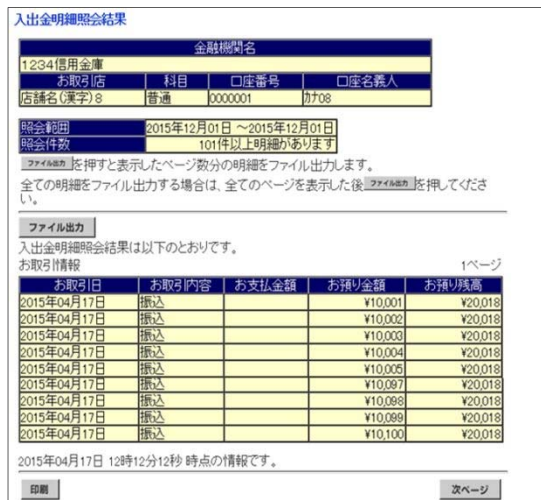 入出金明細照会結果
金融機関名
1234信用金庫
お取引店 科目 口座番号 口座名義人
店舗名(漢字)8 普通 0000001 カナ08
照会範囲 2015年12月01日 ～2015年12月01日
照会件数 101件以上明細があります
ファイル出力 を押すと表示したページ数分の明細をファイル出力します。
全ての明細をファイル出力する場合は、全てのページを表示した後 ファイル出力 を押してくださ
い。
ファイル出力
入出金明細照会結果は以下のとおりです。
お取引情報 1ページ
お取引日 お取引内容 お支払金額 お預り金額 お預り残高
2015年04月17日 振込 ¥10,001 ¥20,018
2015年04月17日 振込 ¥10,002 ¥20,018
2015年04月17日 振込 ¥10,003 ¥20,018
2015年04月17日 振込 ¥10,004 ¥20,018
2015年04月17日 振込 ¥10,005 ¥20,018
2015年04月17日 振込 ¥10,097 ¥20,018
2015年04月17日 振込 ¥10,098 ¥20,018
2015年04月17日 振込 ¥10,099 ¥20,018
2015年04月17日 振込 ¥10,100 ¥20,018
2015年04月17日 12時12分12秒 時点の情報です。
印刷 次ページ